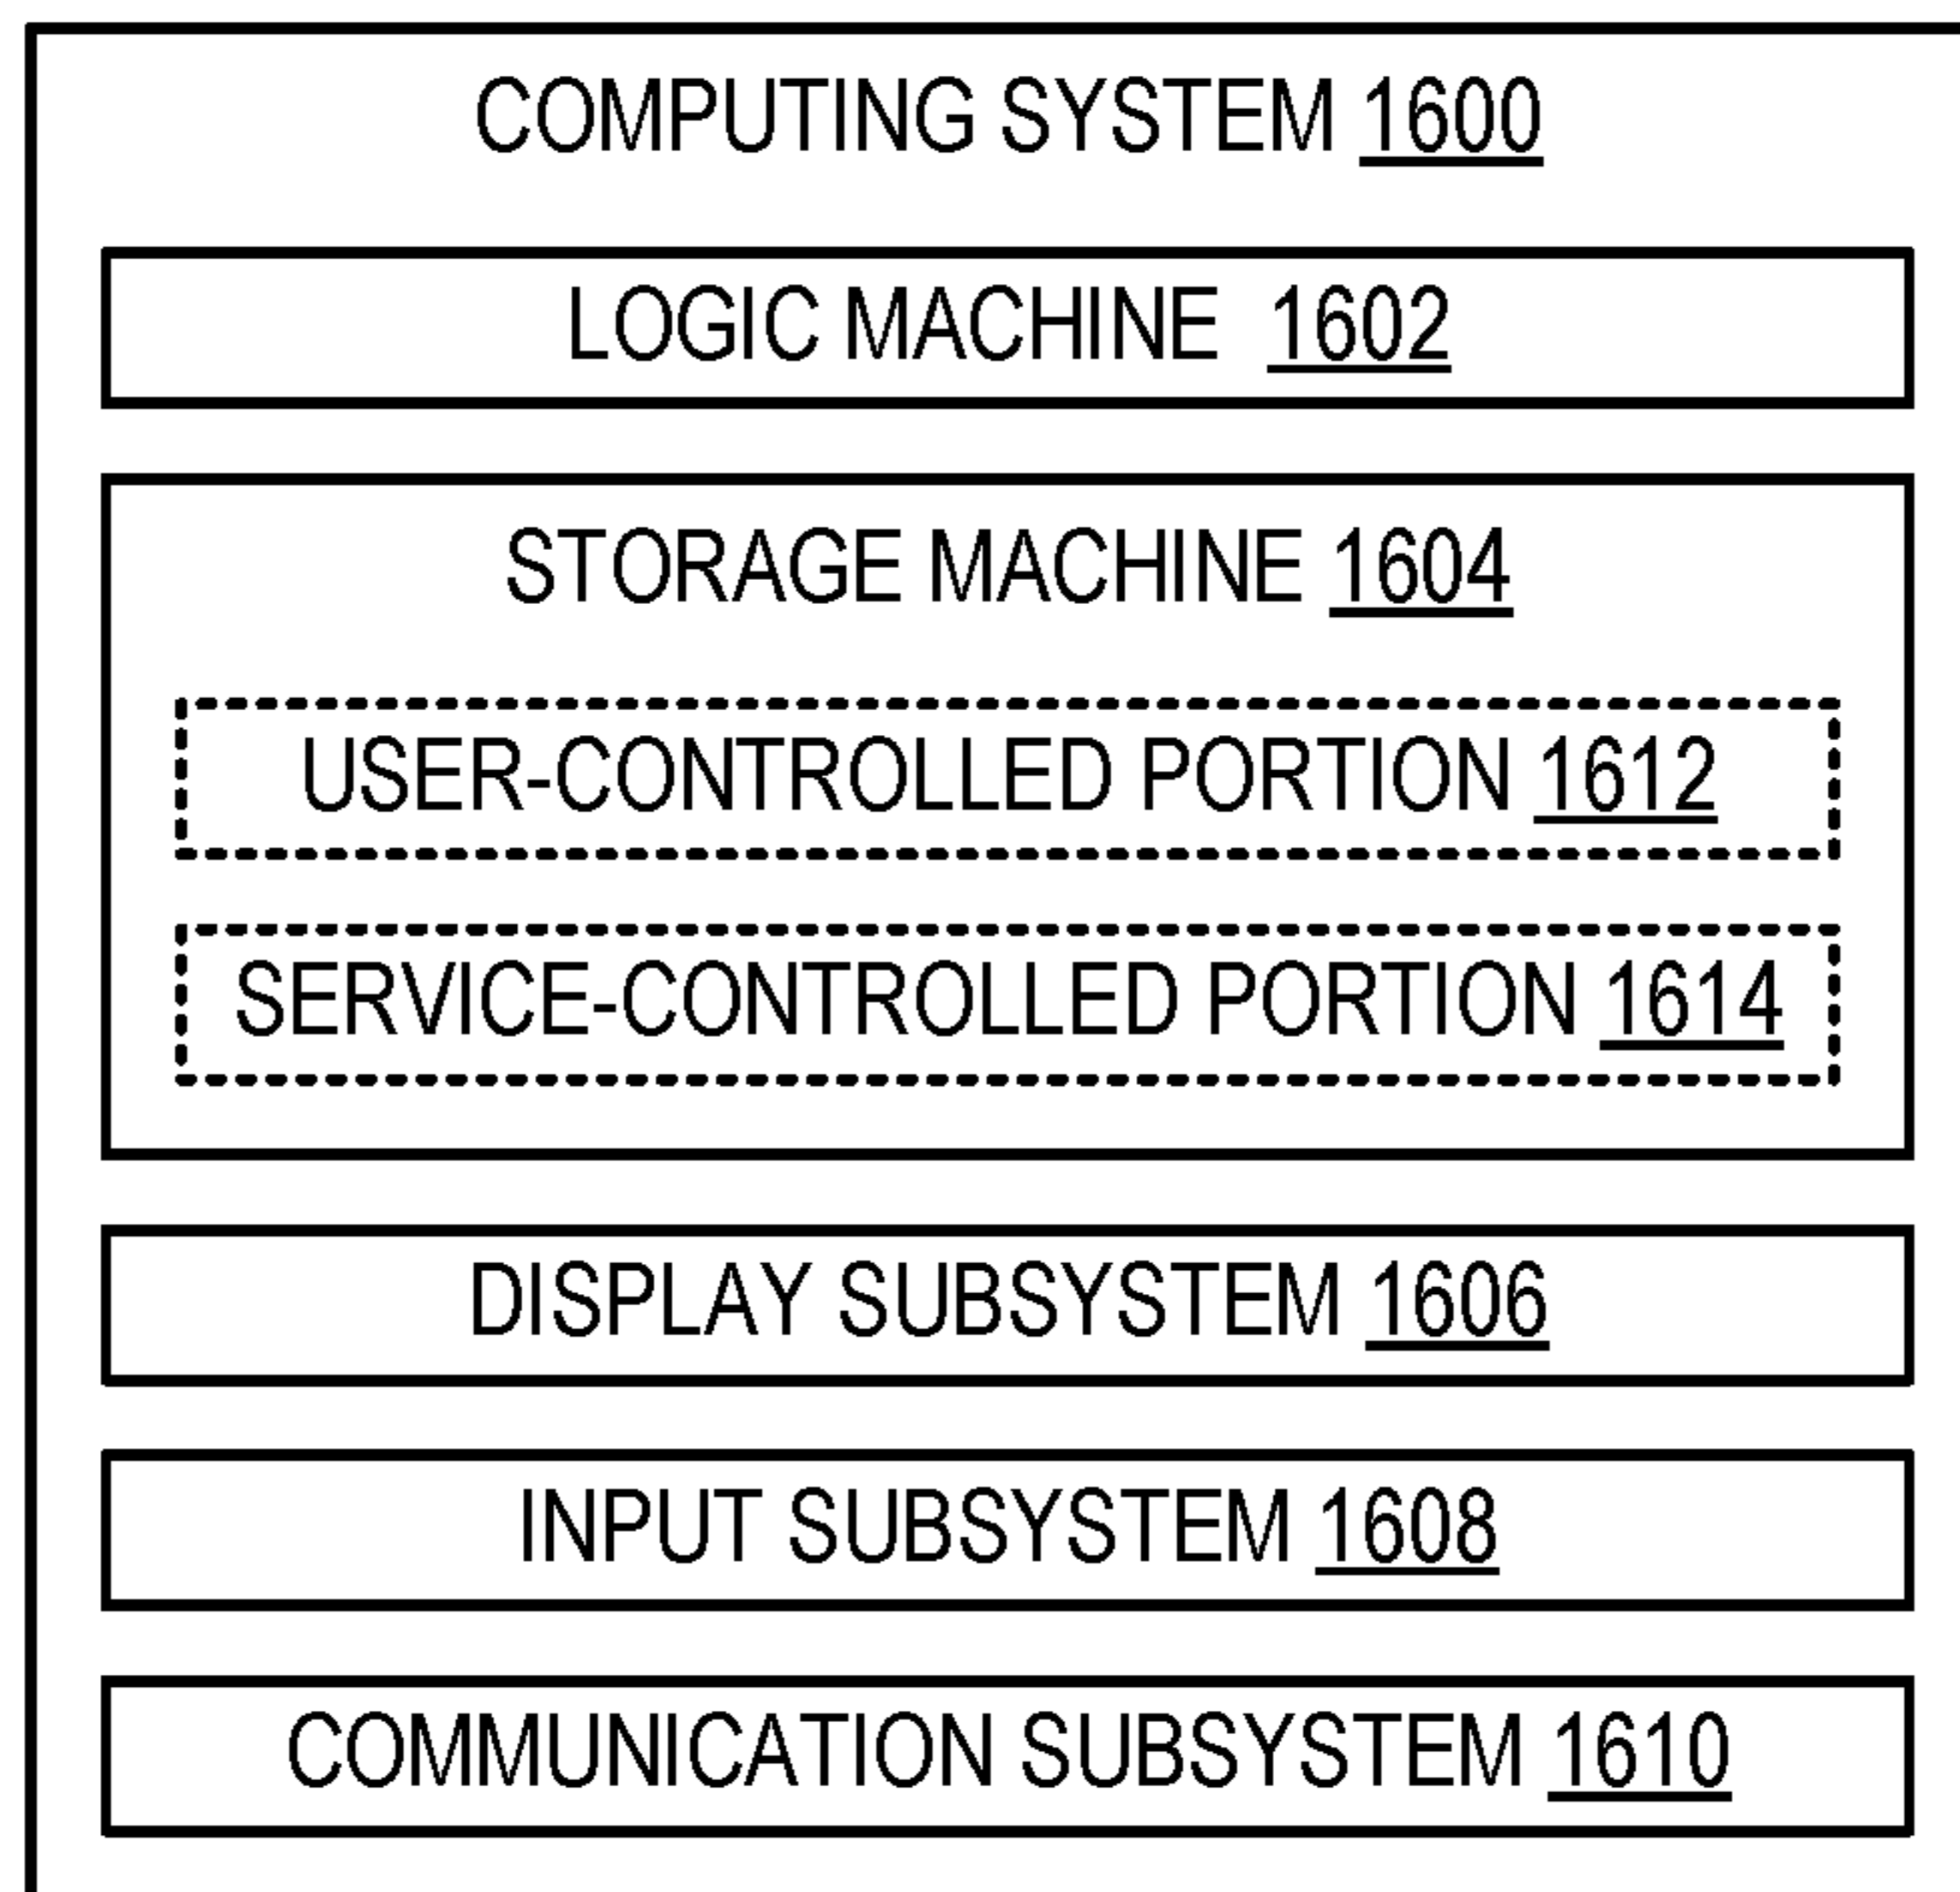 COMPUTING SYSTEM 1600
LOGIC MACHINE 1602
STORAGE MACHINE 1604
USER-CONTROLLED PORTION 1612
SERVICE-CONTROLLED PORTION 1614
DISPLAY SUBSYSTEM 1606
INPUT SUBSYSTEM 1608
COMMUNICATION SUBSYSTEM 1610